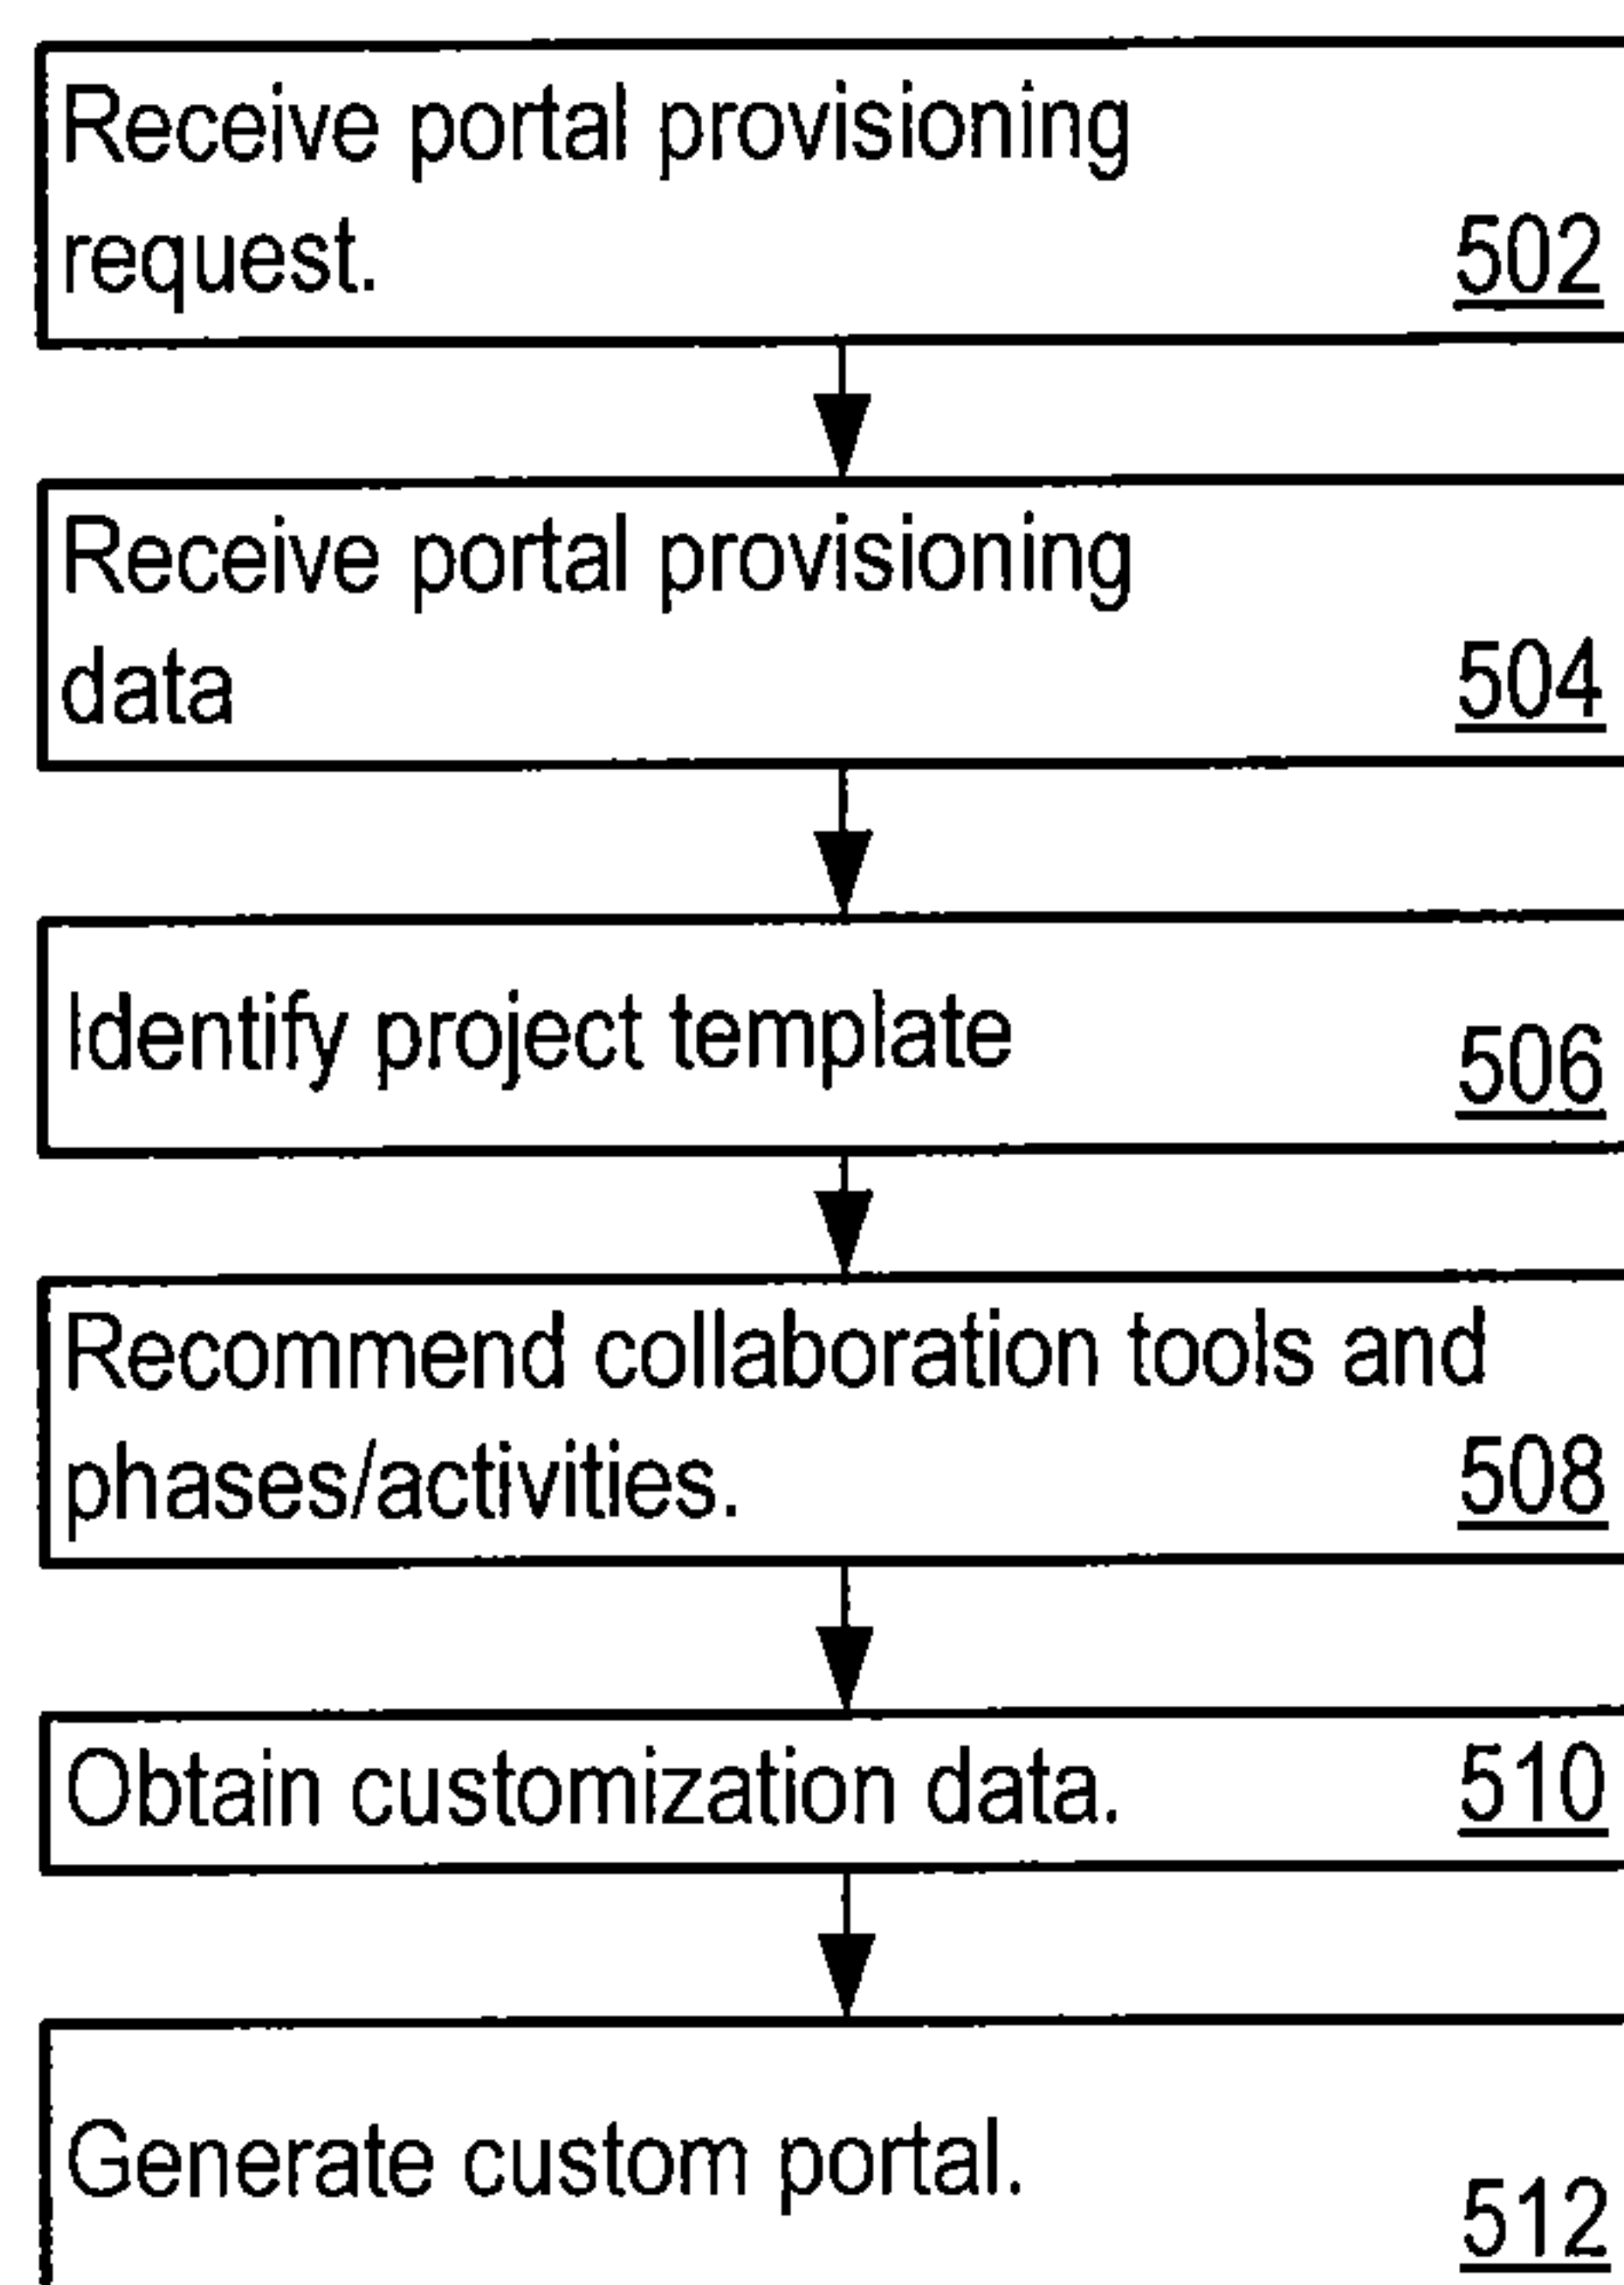 Receive portal provisioning
request. 502
Receive portal provisioning
data 504
Identify project template 506
Recommend collaboration tools and
phases/activities. 508
Obtain customization data. 510
Generate custom portal. 512